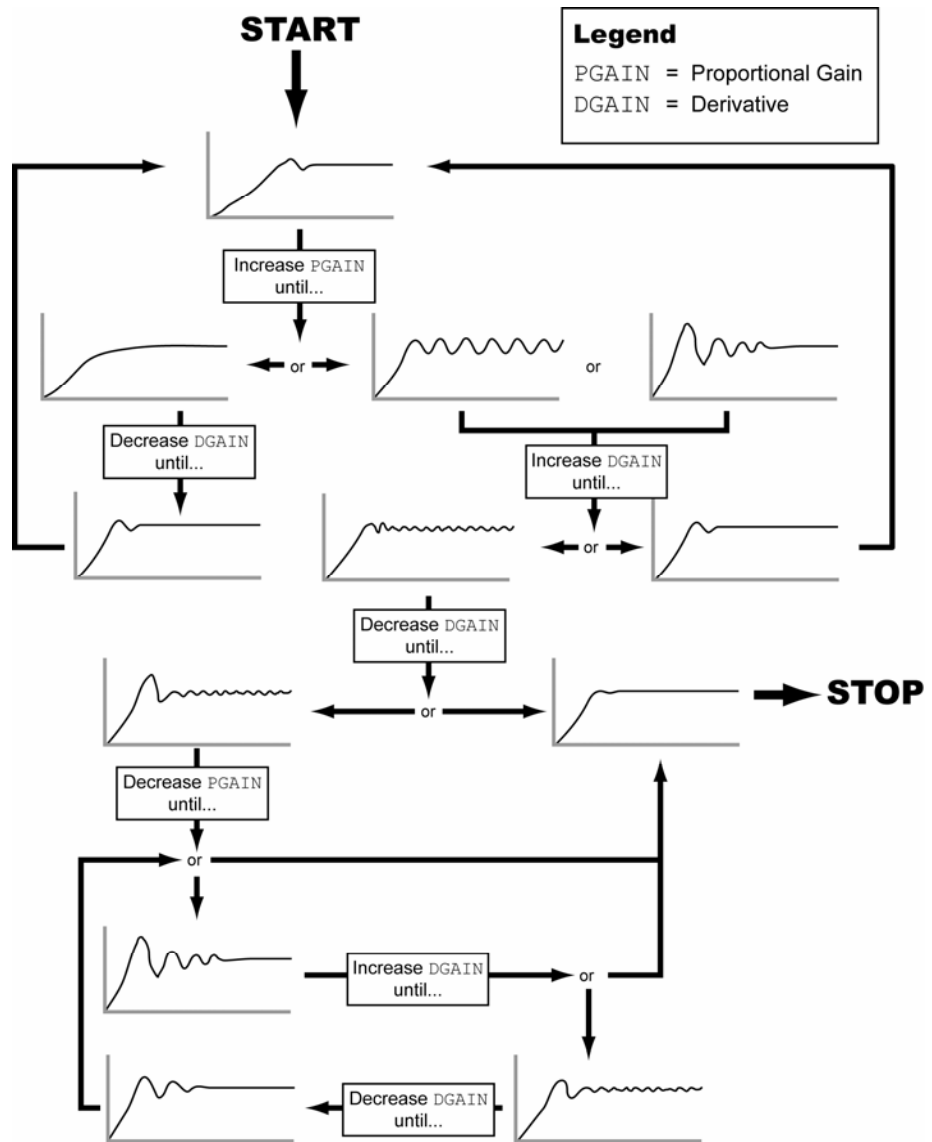 START
Legend
PGAIN = Proportional Gain
DGAIN = Derivative
Increase PGAIN
until...
or
or
Decrease DGAIN
until...
Increase DGAIN
until...
or
Decrease DGAIN
until...
or
STOP
Decrease PGAIN
until...
or
Increase DGAIN
until...
or
Decrease DGAIN
until...